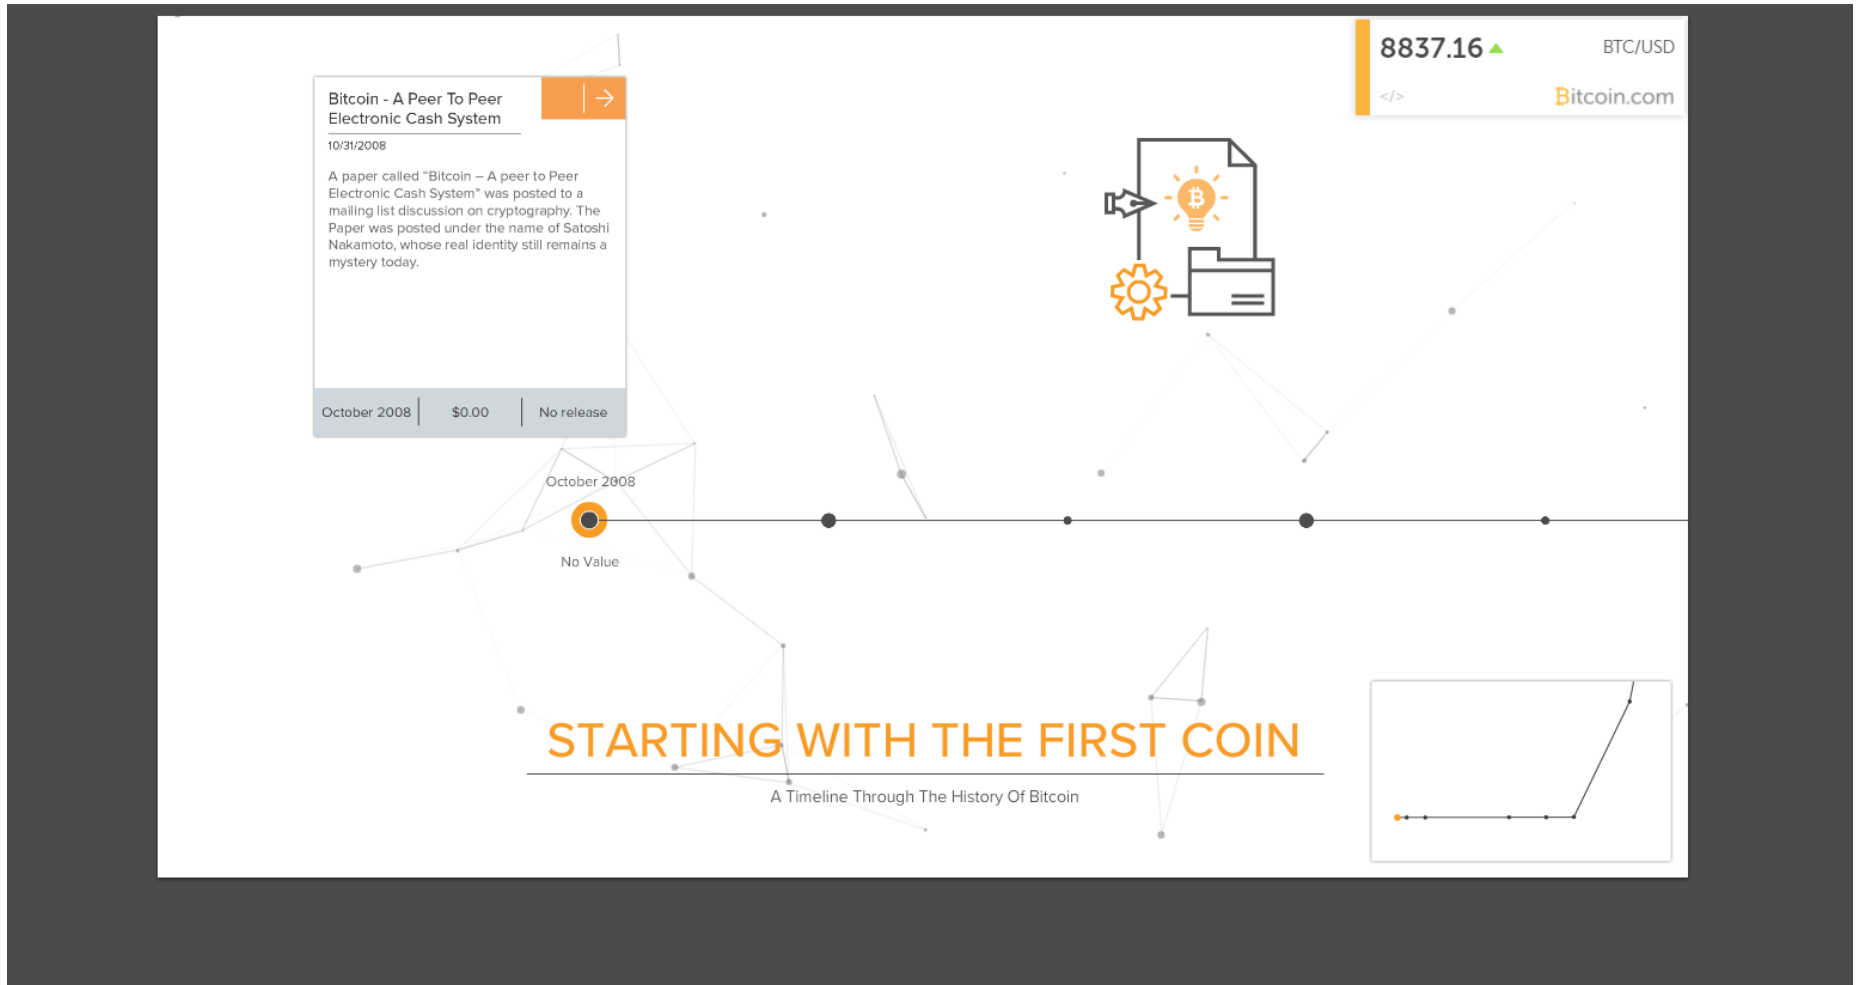 8837.16
BTC/USD
</>
Bitcoin.com
Bitcoin - A Peer To Peer
Electronic Cash System
10/31/2008
A paper called “Bitcoin – A peer to Peer
Electronic Cash System” was posted to a
mailing list discussion on cryptography. The
Paper was posted under the name of Satoshi
Nakamoto, whose real identity still remains a
mystery today.
October 2008
$0.00
No release
October 2008
No Value
STARTING WITH THE FIRST COIN
A Timeline Through The History Of Bitcoin